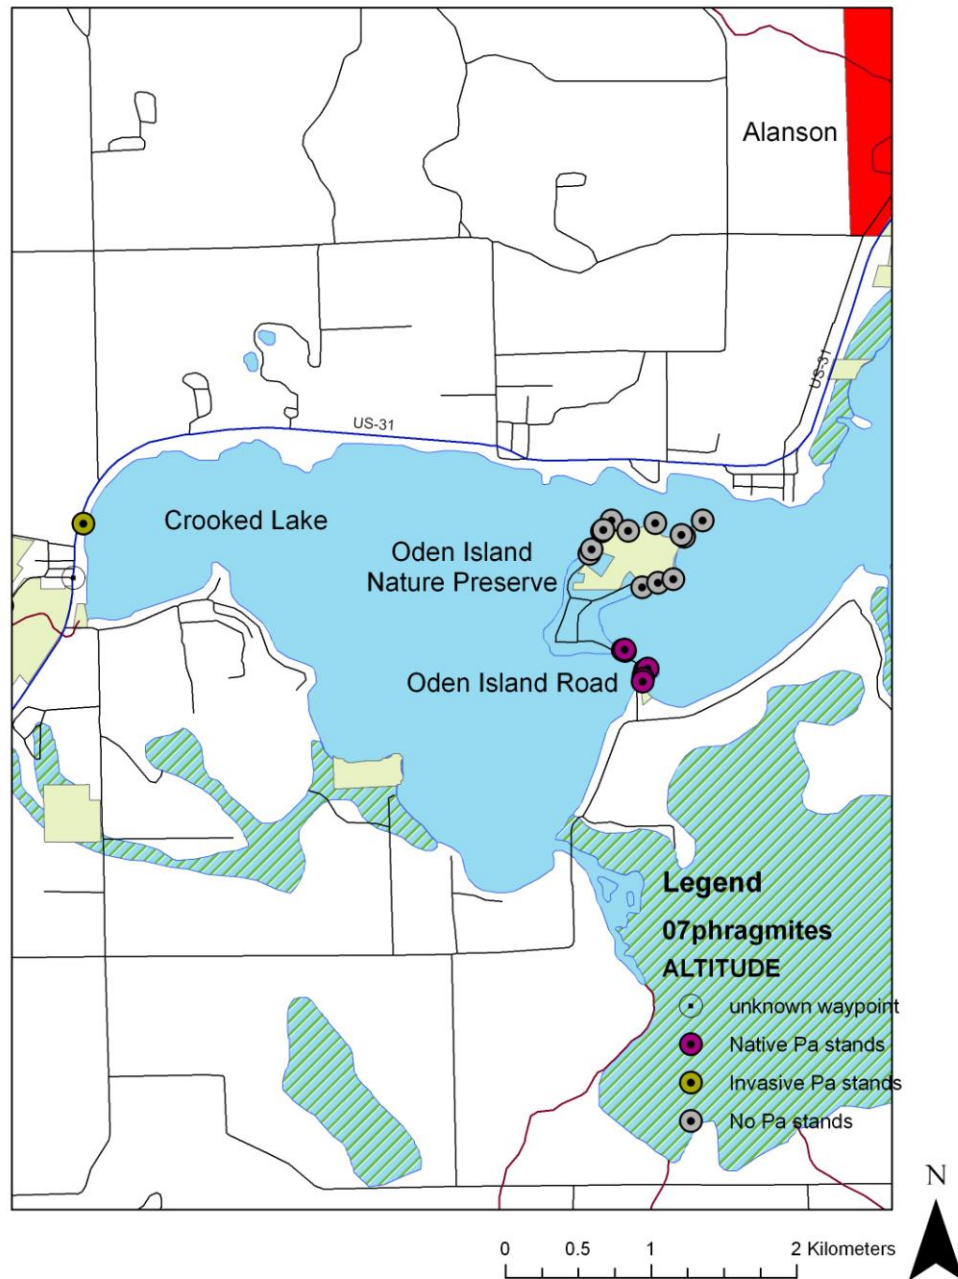 Alanson
US-31
US-31
Crooked Lake
Oden Island
Nature Preserve
Oden Island Road
Legend
07phragmites
ALTITUDE
unknown waypoint
Native Pa stands
Invasive Pa stands
No Pa stands
N
0 0.5 1 2 Kilometers